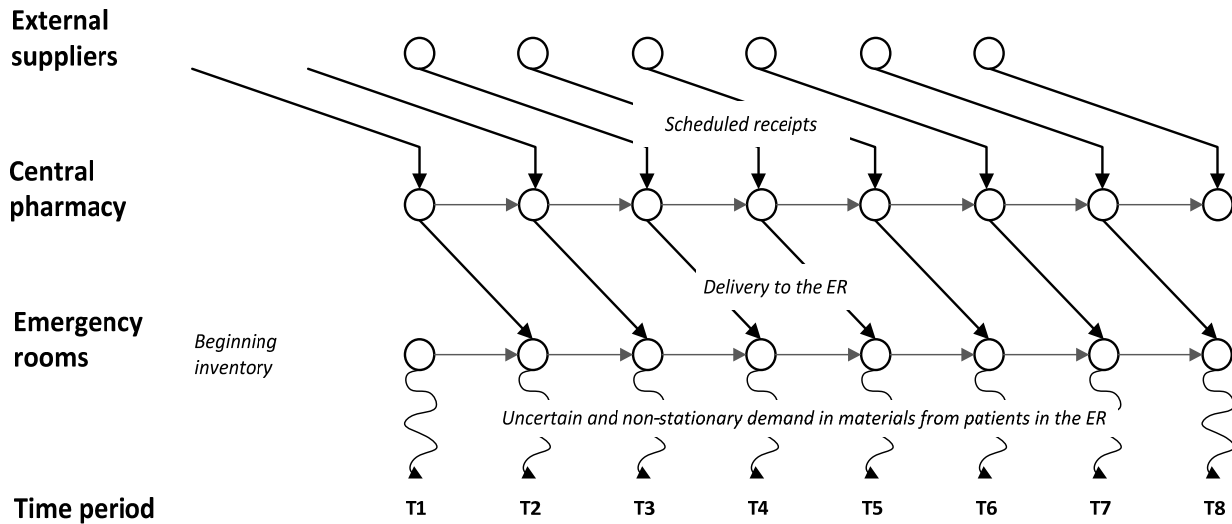 External
suppliers
Scheduled receipts
Central
pharmacy
Delivery to the ER
Emergency
rooms
Beginning
inventory
Uncertain and non-stationary demand in materials from patients in the ER
Time period
T1 T2 T3 T4 T5 T6 T7 T8